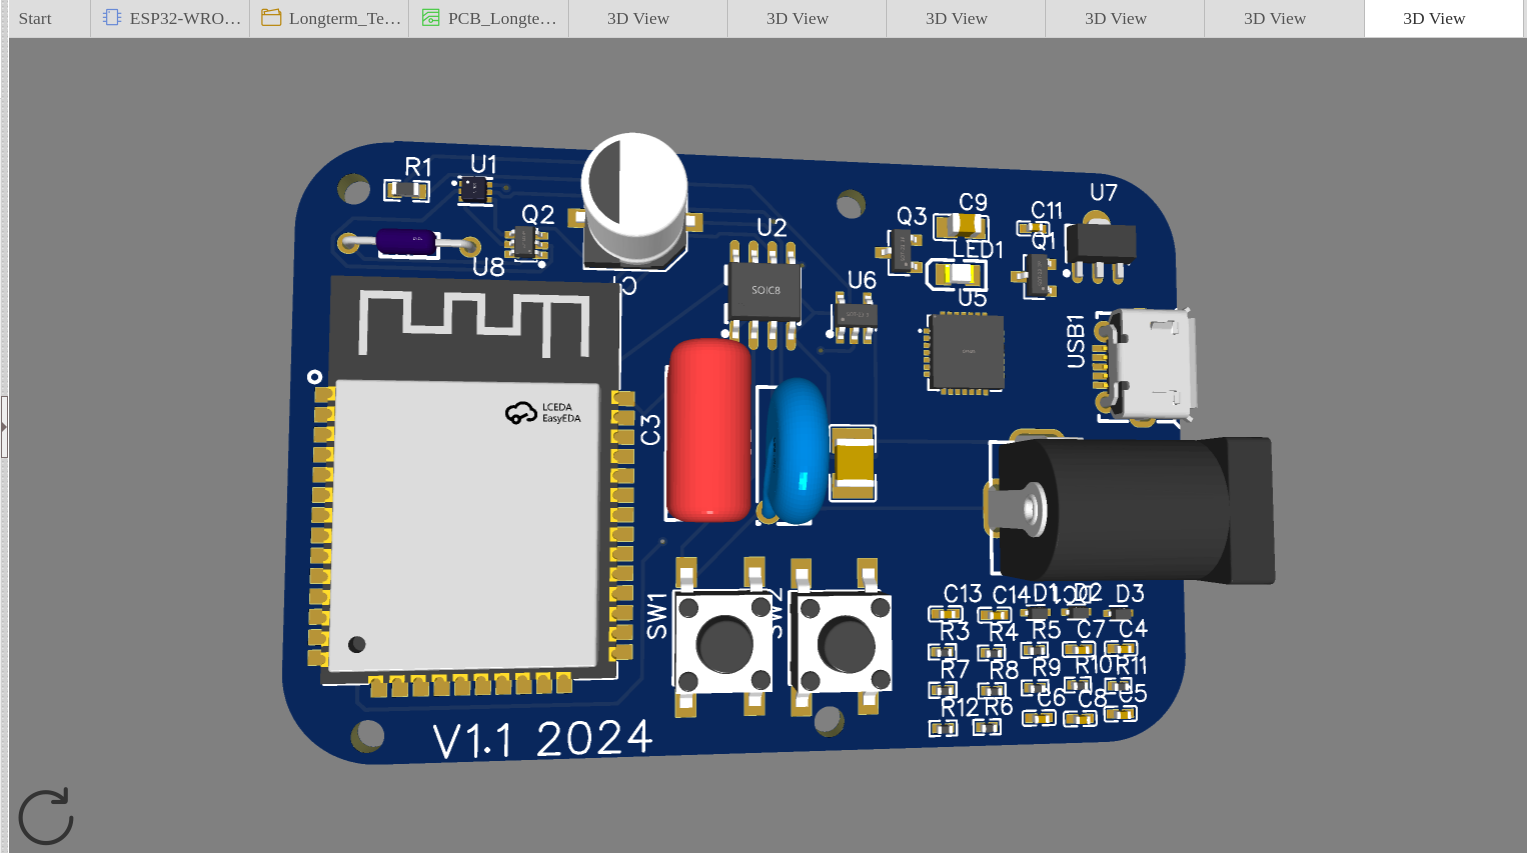 Start
ESP32-WRO...
Longterm_Te...
PCB_Longte...
3D View
3D View
3D View
3D View
3D View
3D View
R1
U1
Q2
U8
U2
SOIC8
U6
Q3
C9
LED1
U5
C11
Q1
U7
USB1
LCEDA
EasyEDA
C3
SW1
SW2
C13
C14
D1
D2
D3
R3
R4
R5
C7
C4
R7
R8
R9
R10
R11
R12
R6
C6
C8
C5
V1.1 2024